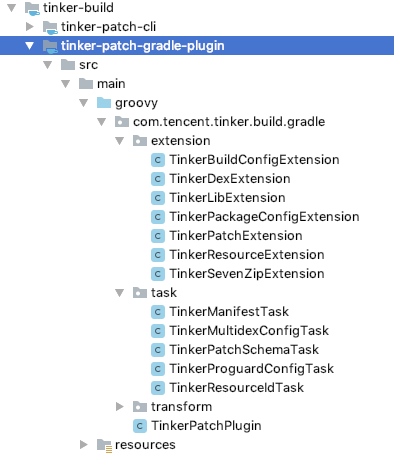 tinker-build
tinker-patch-cli
tinker-patch-gradle-plugin
src
main
groovy
com.tencent.tinker.build.gradle
extension
TinkerBuildConfigExtension
TinkerDexExtension
TinkerLibExtension
TinkerPackageConfigExtension
TinkerPatchExtension
TinkerResourceExtension
TinkerSevenZipExtension
task
TinkerManifestTask
TinkerMultidexConfigTask
TinkerPatchSchemaTask
TinkerProguardConfigTask
TinkerResourceIdTask
transform
TinkerPatchPlugin
resources